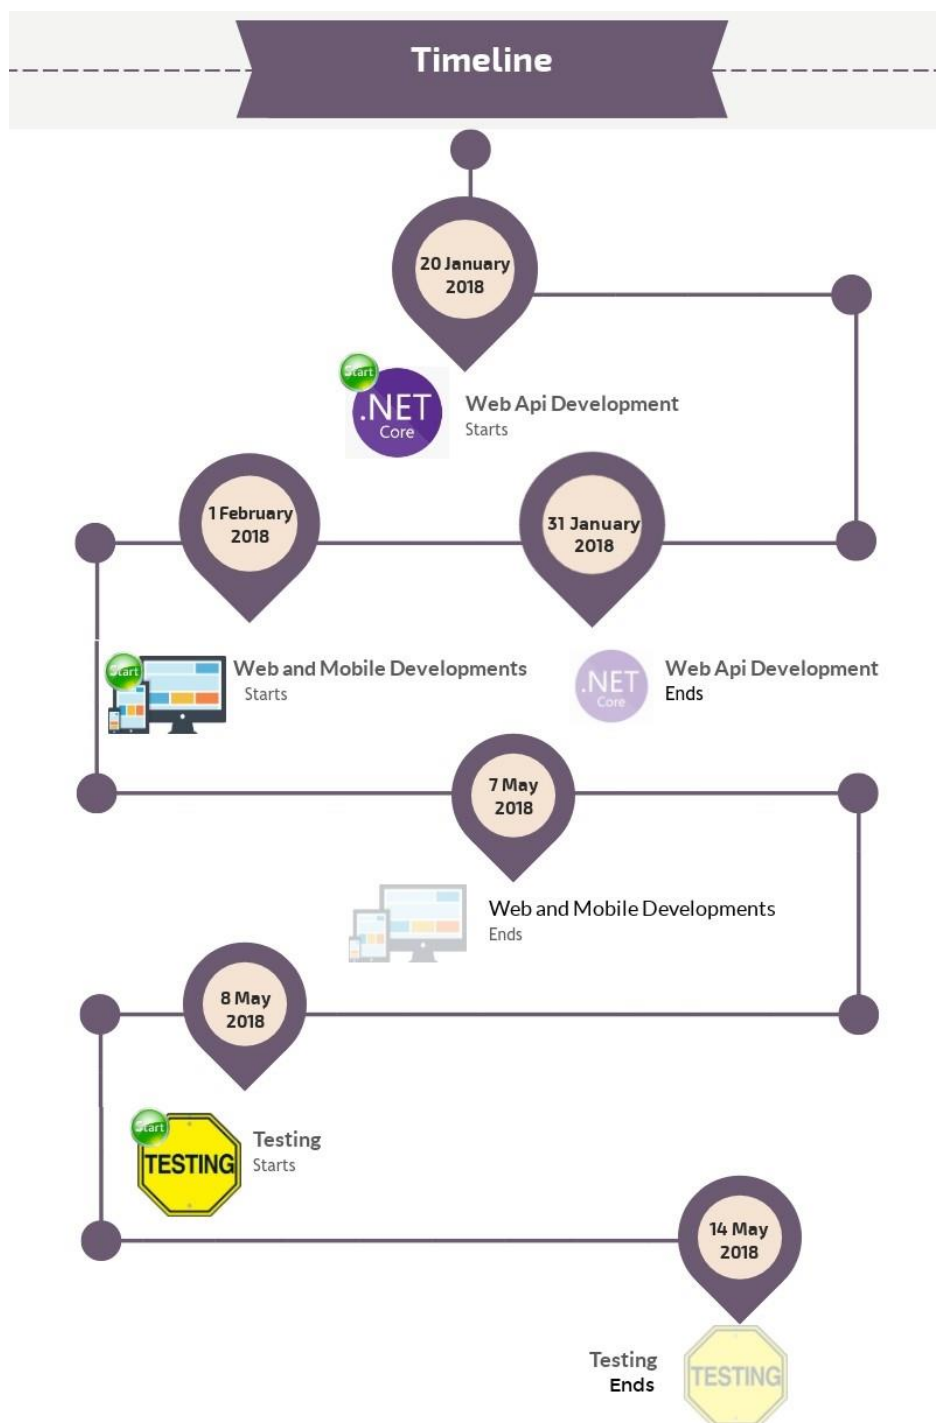 Timeline
20 January
2018
Start
.NET
Core
Web Api Development
Starts
31 January
2018
.NET
Core
Web Api Development
Ends
1 February
2018
Start
Web and Mobile Developments
Starts
7 May
2018
Web and Mobile Developments
Ends
8 May
2018
Start
TESTING
Testing
Starts
14 May
2018
Testing
Ends
TESTING